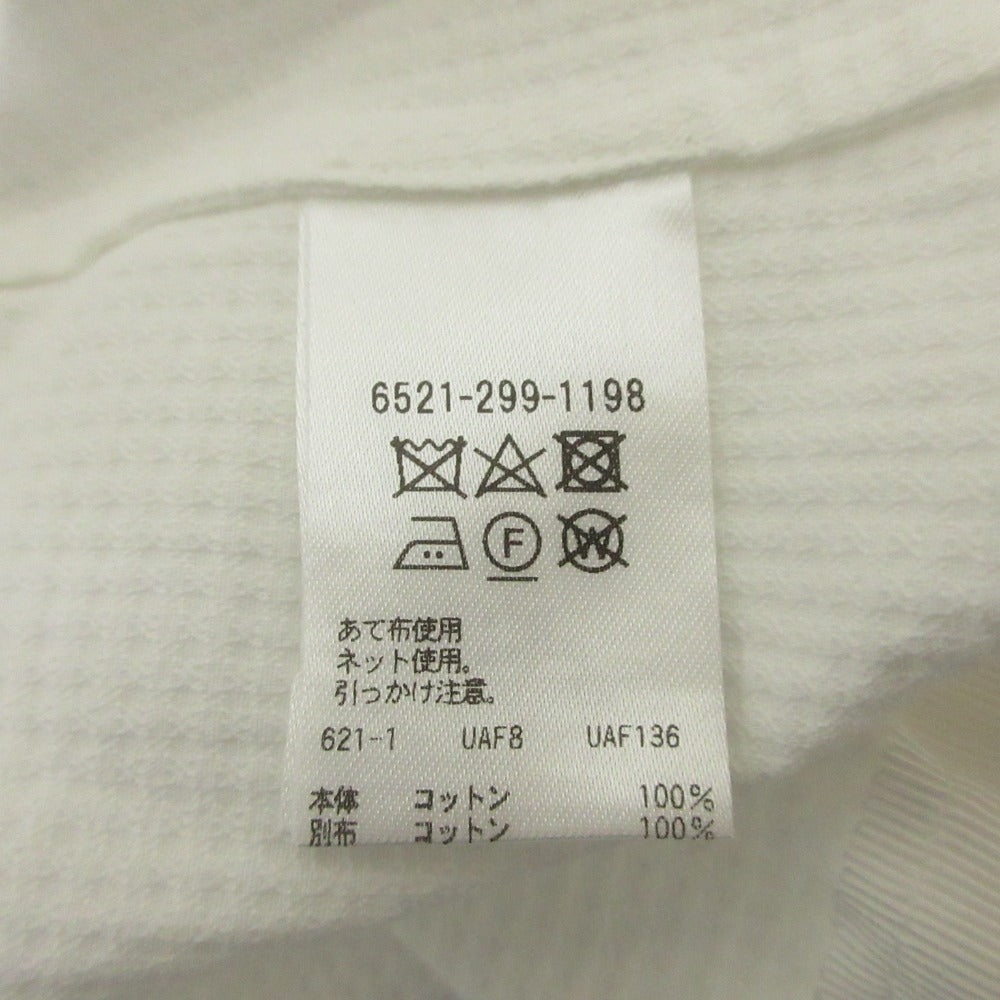 6521-299-1198
F W
あて布使用
ネット使用。
引っかけ注意。
621-1 UAF8 UAF136
本体 コットン 100%
別布 コットン 100%